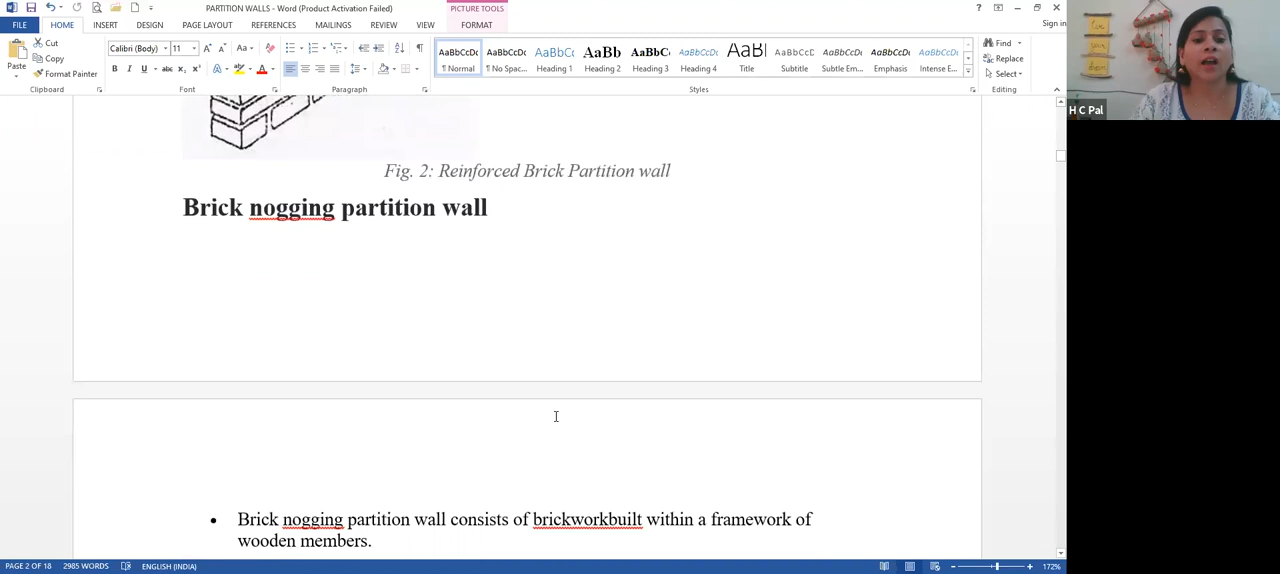 PARTITION WALLS - Word (Product Activation Failed)
PICTURE TOOLS
Sign in
FILE HOME INSERT DESIGN PAGE LAYOUT REFERENCES MAILINGS REVIEW VIEW FORMAT
Cut
Copy
Format Painter
Paste
Clipboard
Calibri (Body) 11
Font
Paragraph
AaBbCcDc AaBbCcDc AaBbCc AaBb AaBbC AaBbCcDc AaBl AaBbCcD AaBbCcDc AaBbCcDc AaBbCcDc
¶ Normal ¶ No Spac... Heading 1 Heading 2 Heading 3 Heading 4 Title Subtitle Subtle Em... Emphasis Intense E...
Styles
Find
Replace
Select
Editing
H C Pal
Fig. 2: Reinforced Brick Partition wall
Brick nogging partition wall
• Brick nogging partition wall consists of brickworkbuilt within a framework of
wooden members.
PAGE 2 OF 18 2985 WORDS ENGLISH (INDIA) 172%